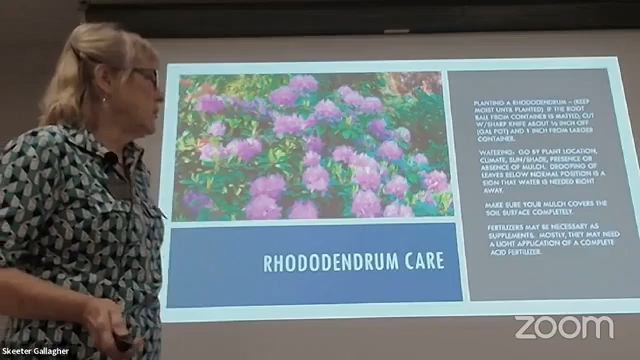 PLANTING A RHODODENDRUM – (KEEP
MOIST UNTIL PLANTED) IF THE ROOT
BALL FROM CONTAINER IS MATTED, CUT
W/SHARP KNIFE ABOUT ½ INCH OFF
(GAL POT) AND 1 INCH FROM LARGER
CONTAINER.
WATERING: GO BY PLANT LOCATION,
CLIMATE, SUN/SHADE, PRESENCE OR
ABSENCE OF MULCH. DROOPING OF
LEAVES BELOW NORMAL POSITION IS
A SIGN THAT WATER IS NEEDED RIGHT
AWAY.
MAKE SURE YOUR MULCH COVERS THE
SOIL SURFACE COMPLETELY.
FERTILIZERS MAY BE NECESSARY AS
SUPPLEMENTS. MOSTLY, THEY MAY NEED
A LIGHT APPLICATION OF A COMPLETE
ACID FERTILIZER.
RHODODENDRUM CARE
Skeeter Gallagher
zoom